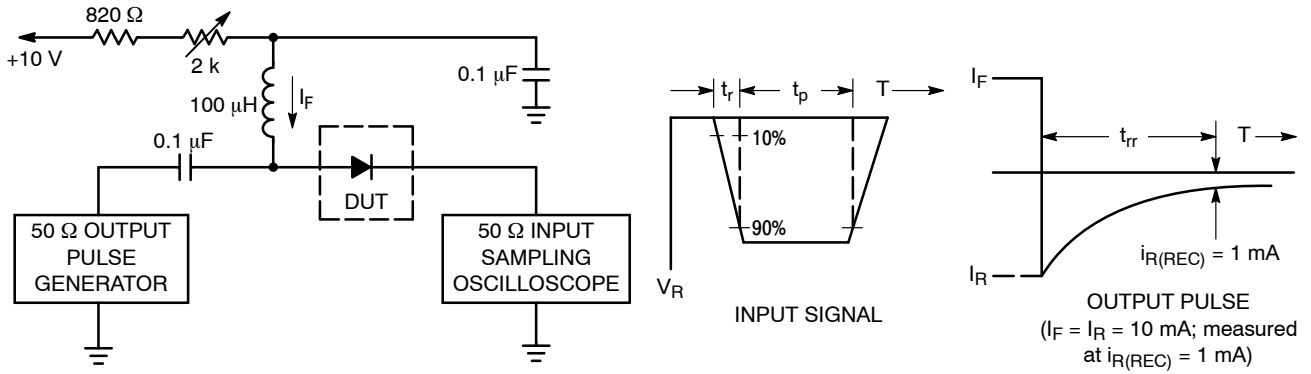 820 Ω
+10 V
2 k
100 μH
I_F
0.1 μF
0.1 μF
DUT
50 Ω OUTPUT
PULSE
GENERATOR
50 Ω INPUT
SAMPLING
OSCILLOSCOPE
t_r
t_p
T
10%
90%
V_R
INPUT SIGNAL
I_F
t_rr
T
I_R
i_R(REC) = 1 mA
OUTPUT PULSE
(I_F = I_R = 10 mA; measured
at i_R(REC) = 1 mA)